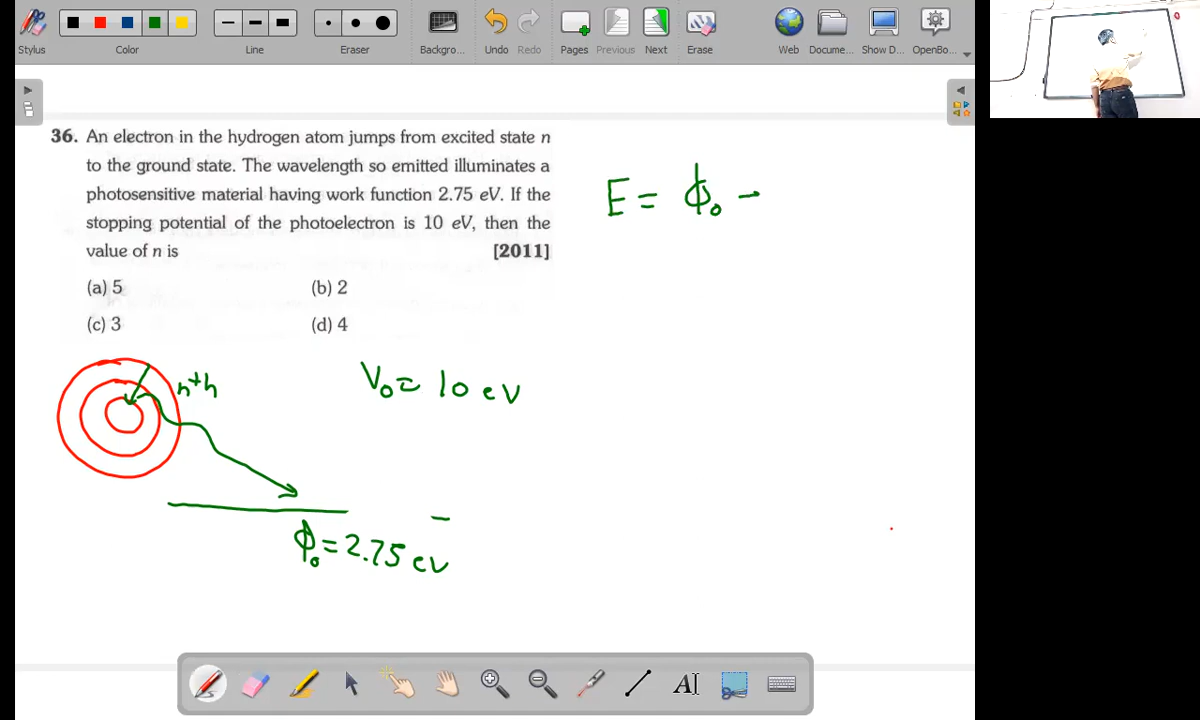 Stylus
Color
Line
Eraser
Backgro...
Undo
Redo
Pages
Previous
Next
Erase
Web
Docume...
Show D...
OpenBo...
36. An electron in the hydrogen atom jumps from excited state n
to the ground state. The wavelength so emitted illuminates a
photosensitive material having work function 2.75 eV. If the
stopping potential of the photoelectron is 10 eV, then the
value of n is [2011]
(a) 5 (b) 2
(c) 3 (d) 4
E = ϕ₀ -
nth
V₀ = 10 eV
ϕ₀ = 2.75 eV
A